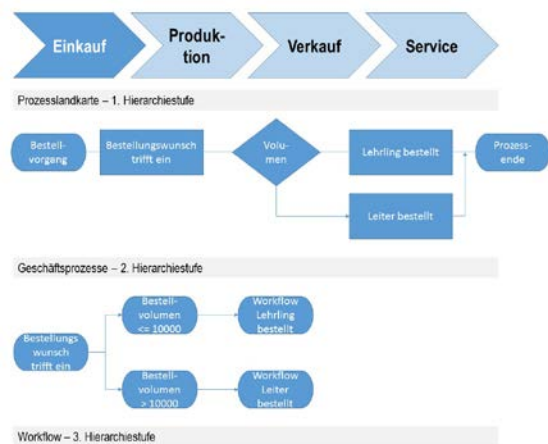 Einkauf
Produk-
tion
Verkauf
Service
Prozesslandkarte – 1. Hierarchiestufe
Bestell-
vorgang
Bestellungswunsch
trifft ein
Volu-
men
Lehrling bestellt
Prozess-
ende
Leiter bestellt
Geschäftsprozesse – 2. Hierarchiestufe
Bestellungs
wunsch
trifft ein
Bestell-
volumen
<= 10000
Workflow
Lehrling
bestellt
Bestell-
volumen
> 10000
Workflow
Leiter
bestellt
Workflow – 3. Hierarchiestufe